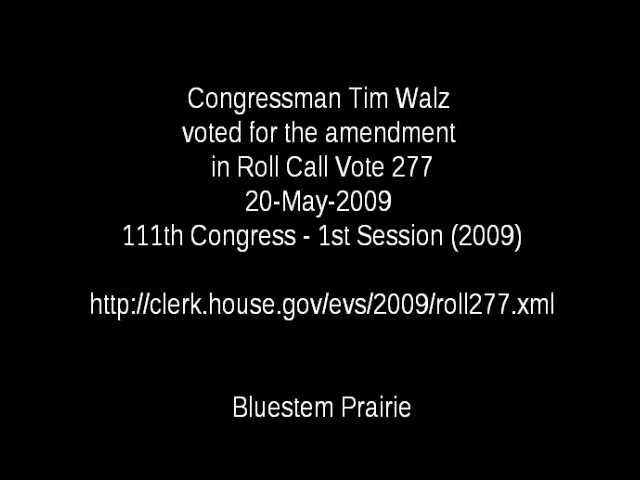 Congressman Tim Walz
voted for the amendment
in Roll Call Vote 277
20-May-2009
111th Congress - 1st Session (2009)
http://clerk.house.gov/evs/2009/roll277.xml
Bluestem Prairie